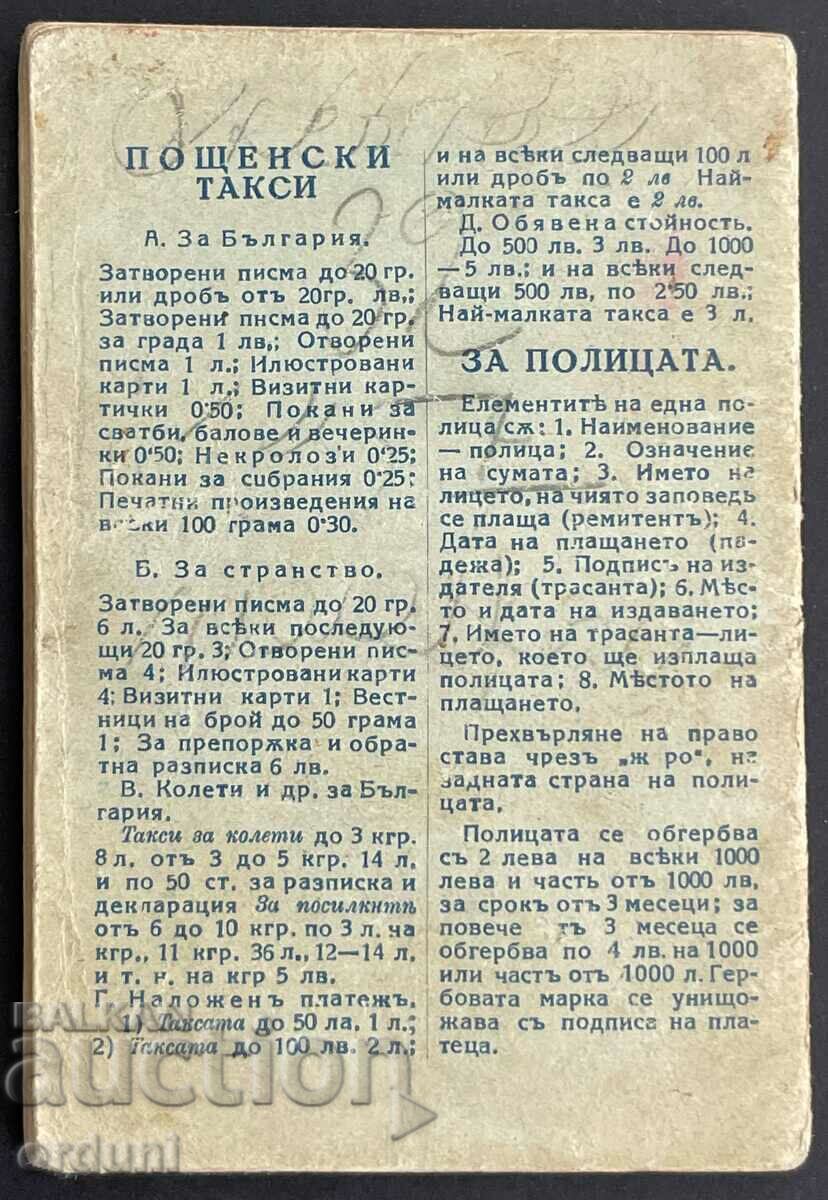 ПОЩЕНСКИ
ТАКСИ
А. За България.
Затворени писма до 20 гр.
или дробъ отъ 20гр. лв,;
Затворени писма до 20 гр.
за града 1 лв,; Отворени
писма 1 л.; Илюстровани
карти 1 л,; Визитни кар-
тички 0·50; Покани за
сватби, балове и вечерин-
ки 0'50; Некролози 0'25;
Покани за събрания 0·25:
Печатни произведения на
всѣки 100 грама 0·30.
Б. За странство.
Затворени писма до 20 гр.
6 л. За всѣки последую-
щи 20 гр. 3; Отворени пис-
ма 4; Илюстровани карти
4; Визитни карти 1; Вест-
ници на брой до 50 грама
1; За препорѫка и обра-
тна разписка 6 лв.
В. Колети и др. за Бъл-
гария.
Такси за колети до 3 кгр.
8 л. отъ 3 до 5 кгр. 14 л.
и по 50 ст. за разписка и
декларация За посилкитѣ
отъ 6 до 10 кгр. по 3 л. на
кгр., 11 кгр. 36 л., 12—14 л.
и т. н. на кгр 5 лв.
Г. Наложенъ платежъ.
1) Таксата до 50 лв. 1 л.;
2) Таксата до 100 лв. 2 л.;
и на всѣки следващи 100 л
или дробъ по 2 лв Най-
малката такса е 2 лв.
Д. Обявена стойность.
До 500 лв. 3 лв. До 1000
—5 лв.; и на всѣки след-
ващи 500 лв, по 2·50 лв.;
Най-малката такса е 3 л.
ЗА ПОЛИЦАТА.
Елементитѣ на една по-
лица сѫ: 1. Наименование
— полица; 2. Означение
на сумата; 3. Името на
лицето, на чиято заповедь
се плаща (ремитентъ); 4.
Дата на плащането (па-
дежа); 5. Подписъ на из-
дателя (трасанта); 6. Мѣс-
то и дата на издаването;
7. Името на трасанта—ли-
цето, което ще изплаща
полицата; 8. Мѣстото на
плащането.
Прехвърляне на право
става чрезъ „ж ро", на
задната страна на поли-
цата.
Полицата се обгербва
съ 2 лева на всѣки 1000
лева и часть отъ 1000 лв.
за срокъ отъ 3 месеци; за
повече тъ 3 месеца се
обгербва по 4 лв. на 1000
или часть отъ 1000 л. Гер-
бовата марка се унищо-
жава съ подписа на пла-
теца.
BALKAN
auction
orduni